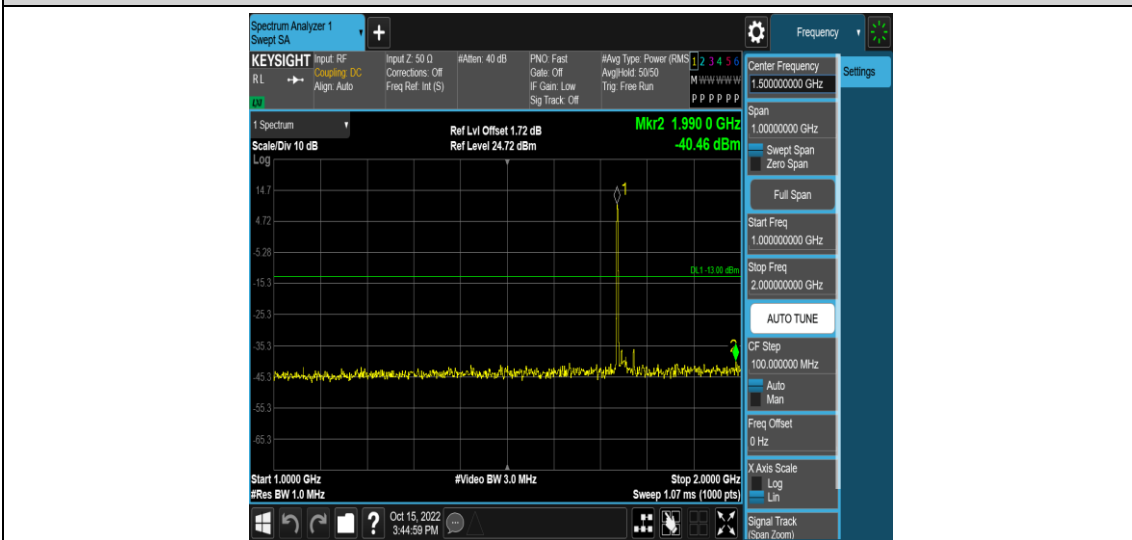 Spectrum Analyzer 1
Swept SA
+
Frequency
KEYSIGHT
Input: RF
Coupling: DC
Align: Auto
RL
Input Z: 50 Ω
Corrections: Off
Freq Ref: Int (S)
#Atten: 40 dB
PNO: Fast
Gate: Off
IF Gain: Low
Sig Track: Off
#Avg Type: Power (RMS
Avg|Hold: 50/50
Trig: Free Run
1 2 3 4 5 6
M W W W W W
P P P P P P
1 Spectrum
Scale/Div 10 dB
Ref Lvl Offset 1.72 dB
Ref Level 24.72 dBm
Mkr2 1.990 0 GHz
-40.46 dBm
Log
14.7
4.72
-5.28
-15.3
-25.3
-35.3
-45.3
-55.3
-65.3
1
DL1 -13.00 dBm
2
Start 1.0000 GHz
#Res BW 1.0 MHz
#Video BW 3.0 MHz
Stop 2.0000 GHz
Sweep 1.07 ms (1000 pts)
Center Frequency
1.500000000 GHz
Settings
Span
1.00000000 GHz
Swept Span
Zero Span
Full Span
Start Freq
1.000000000 GHz
Stop Freq
2.000000000 GHz
AUTO TUNE
CF Step
100.000000 MHz
Auto
Man
Freq Offset
0 Hz
X Axis Scale
Log
Lin
Signal Track
(Span Zoom)
?
Oct 15, 2022
3:44:59 PM